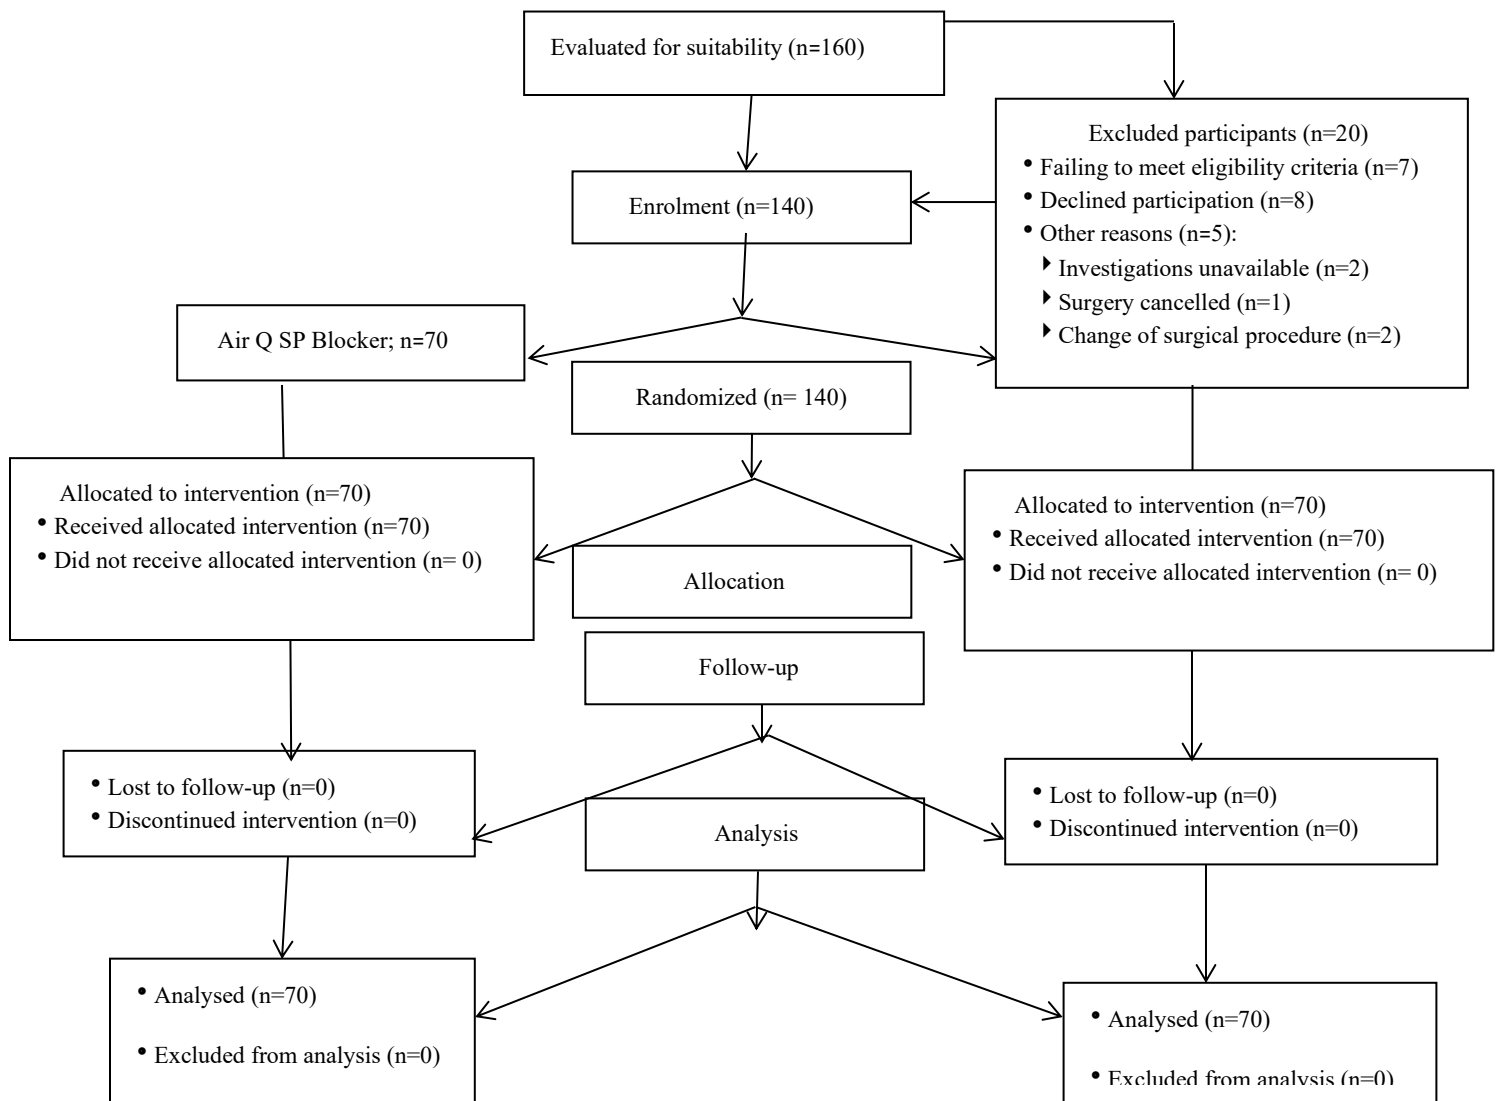 Evaluated for suitability (n=160)
Excluded participants (n=20)
• Failing to meet eligibility criteria (n=7)
• Declined participation (n=8)
• Other reasons (n=5):
Investigations unavailable (n=2)
Surgery cancelled (n=1)
Change of surgical procedure (n=2)
Enrolment (n=140)
Air Q SP Blocker; n=70
Randomized (n= 140)
Allocated to intervention (n=70)
• Received allocated intervention (n=70)
• Did not receive allocated intervention (n= 0)
Allocated to intervention (n=70)
• Received allocated intervention (n=70)
• Did not receive allocated intervention (n= 0)
Allocation
Follow-up
• Lost to follow-up (n=0)
• Discontinued intervention (n=0)
• Lost to follow-up (n=0)
• Discontinued intervention (n=0)
Analysis
• Analysed (n=70)
• Excluded from analysis (n=0)
• Analysed (n=70)
• Excluded from analysis (n=0)